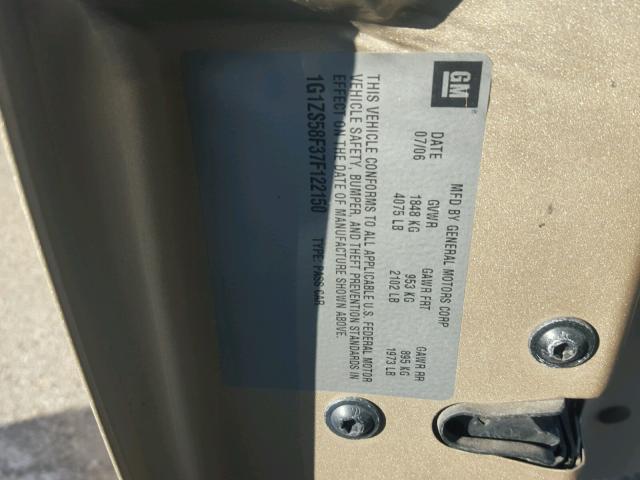 GM
MFD BY GENERAL MOTORS CORP
DATE GVWR GAWR FRT GAWR RR
07/06 1848 KG 953 KG 895 KG
4075 LB 2102 LB 1973 LB
THIS VEHICLE CONFORMS TO ALL APPLICABLE U.S. FEDERAL MOTOR
VEHICLE SAFETY, BUMPER, AND THEFT PREVENTION STANDARDS IN
EFFECT ON THE DATE OF MANUFACTURE SHOWN ABOVE.
1G1ZS58F37F122150 TYPE: PASS CAR